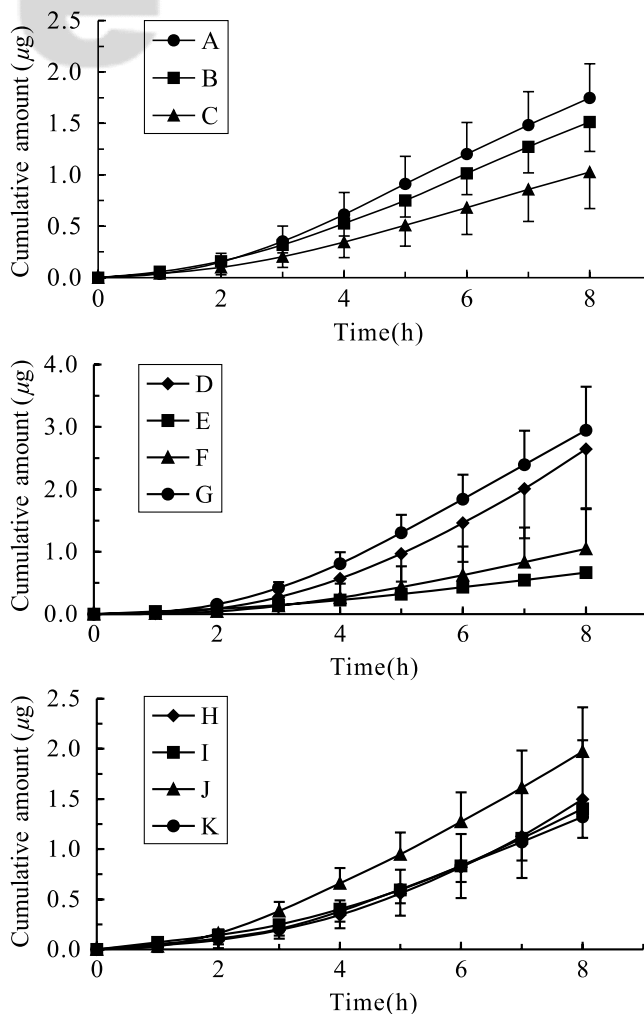 Cumulative amount (μg)
2.5
2.0
1.5
1.0
0.5
0.0
A
B
C
0 2 4 6 8
Time(h)
Cumulative amount (μg)
4.0
3.0
2.0
1.0
0.0
D
E
F
G
0 2 4 6 8
Time(h)
Cumulative amount (μg)
2.5
2.0
1.5
1.0
0.5
0.0
H
I
J
K
0 2 4 6 8
Time(h)